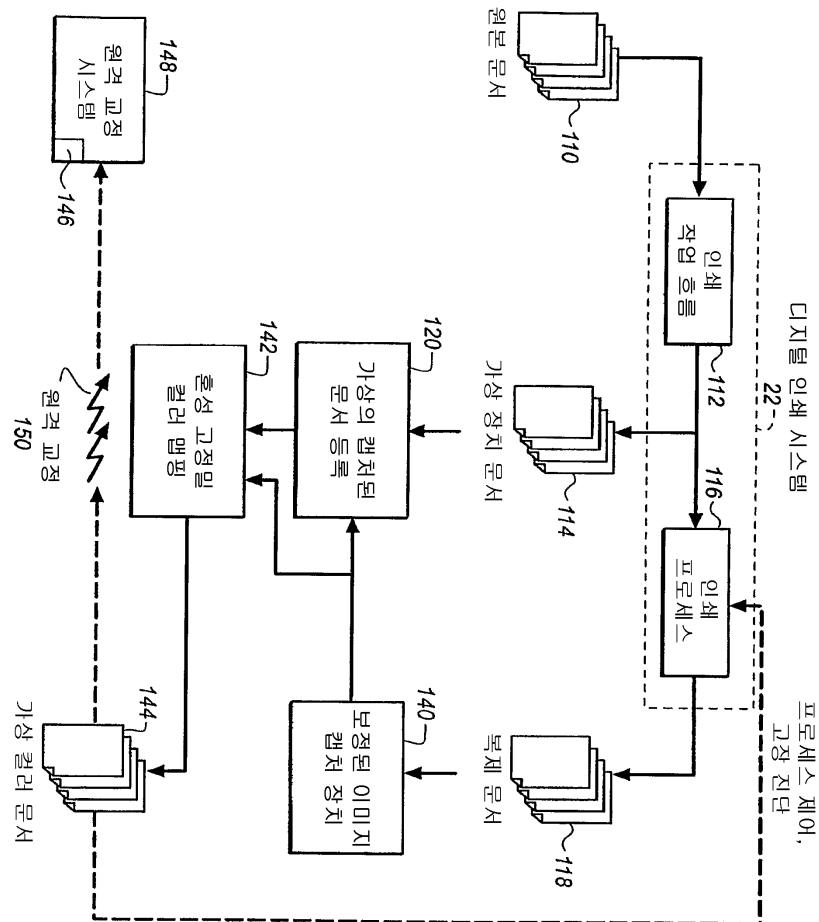 디지털 인쇄 시스템
22
프로세스 제어,
고장 진단
원본 문서
110
인쇄
작업 흐름
112
116
인쇄
프로세스
가상 장치 문서
114
복제 문서
118
120
가상의 캡처된
문서 등록
140
보정된 이미지
캡처 장치
142
혼성 고정밀
컬러 맵핑
148
원격 교정
시스템
146
원격 교정
150
144
가상 컬러 문서